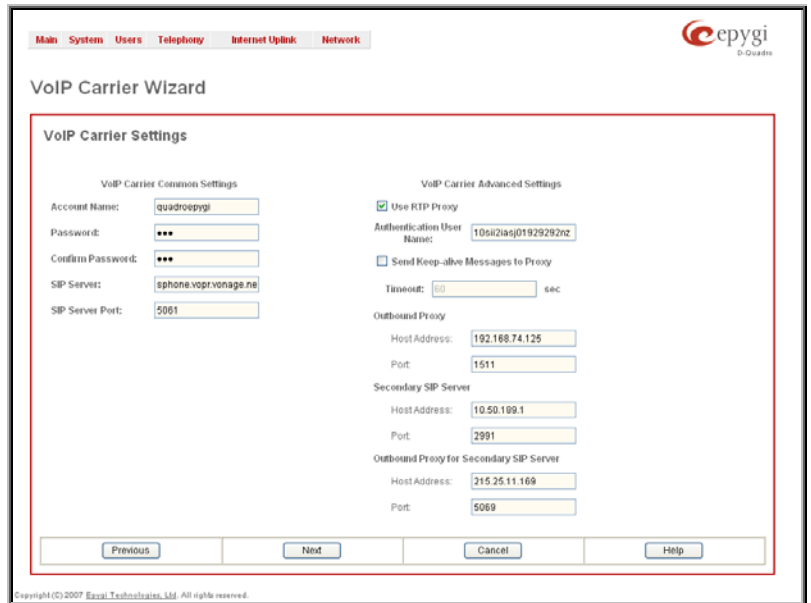 Main System Users Telephony Internet Uplink Network
epygi
D-Quadro
VoIP Carrier Wizard
VoIP Carrier Settings
VoIP Carrier Common Settings
Account Name: quadroepygi
Password: •••
Confirm Password: •••
SIP Server: sphone.vopr.vonage.ne
SIP Server Port: 5061
VoIP Carrier Advanced Settings
Use RTP Proxy
Authentication User Name: 10sii2iasj01929292nz
Send Keep-alive Messages to Proxy
Timeout: 60 sec
Outbound Proxy
Host Address: 192.168.74.125
Port: 1511
Secondary SIP Server
Host Address: 10.50.189.1
Port: 2991
Outbound Proxy for Secondary SIP Server
Host Address: 215.25.11.169
Port: 5069
Previous Next Cancel Help
Copyright (C) 2007 Epygi Technologies, Ltd. All rights reserved.